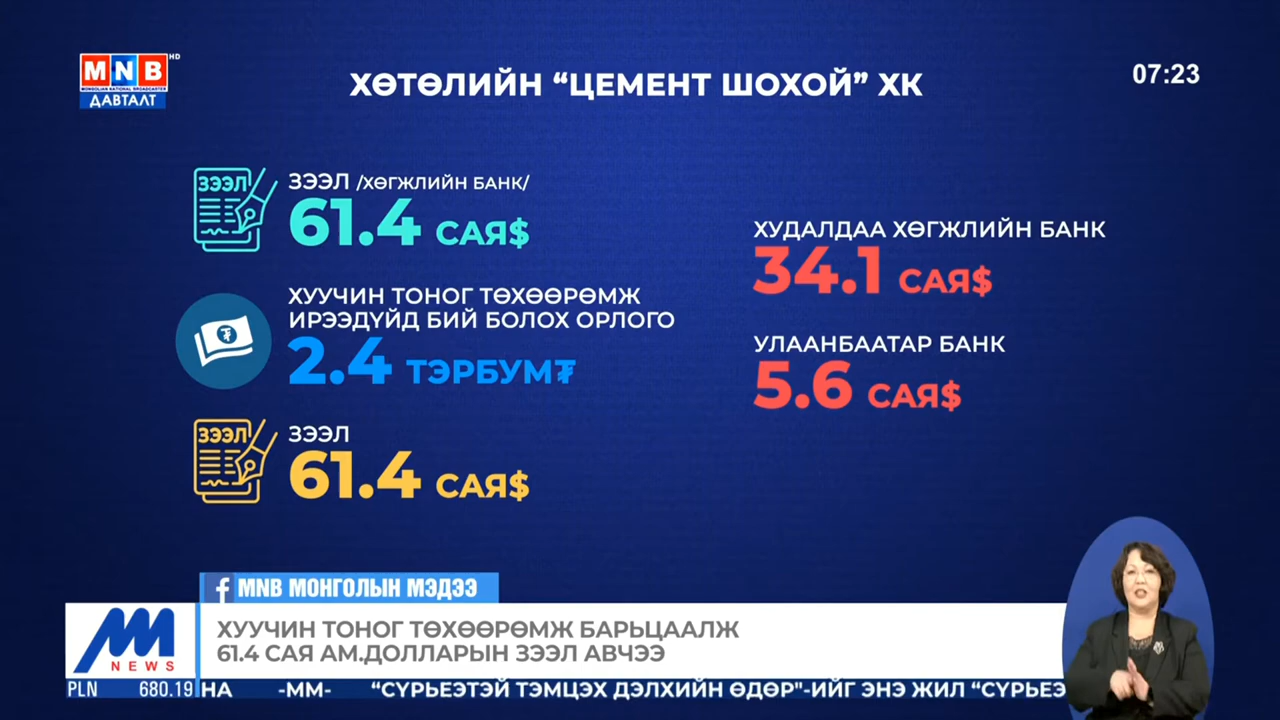 MNB HD
MONGOLIAN NATIONAL BROADCASTER
ДАВТАЛТ
ХӨТӨЛИЙН “ЦЕМЕНТ ШОХОЙ” ХК
07:23
ЗЭЭЛ
ЗЭЭЛ /ХӨГЖЛИЙН БАНК/
61.4 САЯ$
ХУУЧИН ТОНОГ ТӨХӨӨРӨМЖ
ИРЭЭДҮЙД БИЙ БОЛОХ ОРЛОГО
₮
2.4 ТЭРБУМ₮
ЗЭЭЛ
ЗЭЭЛ
61.4 САЯ$
ХУДАЛДАА ХӨГЖЛИЙН БАНК
34.1 САЯ$
УЛААНБААТАР БАНК
5.6 САЯ$
f MNB МОНГОЛЫН МЭДЭЭ
NEWS
ХУУЧИН ТОНОГ ТӨХӨӨРӨМЖ БАРЬЦААЛЖ
61.4 САЯ АМ.ДОЛЛАРЫН ЗЭЭЛ АВЧЭЭ
PLN 680.19 НА -ММ- “СҮРЬЕЭТЭЙ ТЭМЦЭХ ДЭЛХИЙН ӨДӨР"-ИЙГ ЭНЭ ЖИЛ “СҮРЬЕЭ